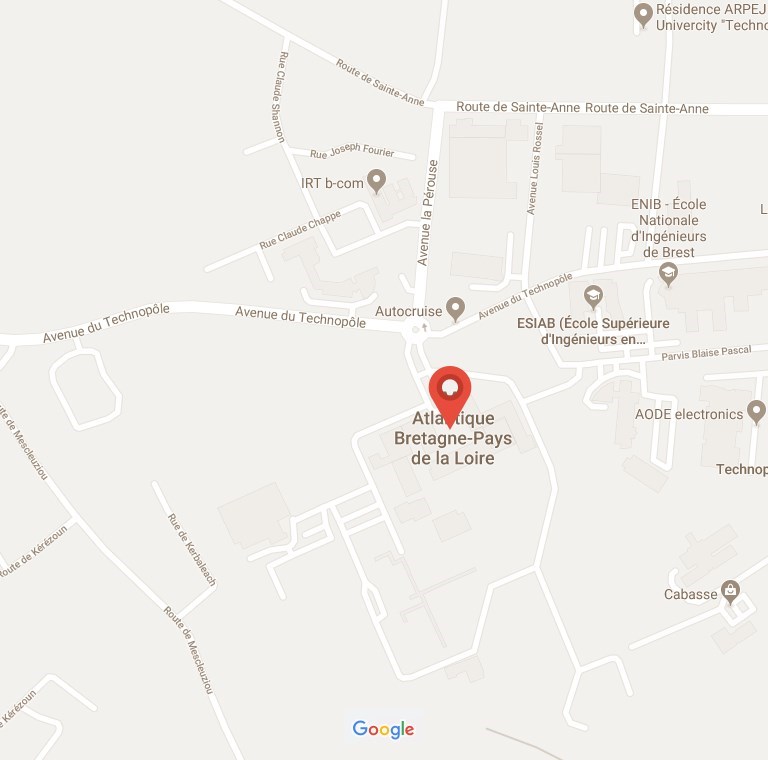 Résidence ARPEJ
Univercity "Techno
Route de Sainte-Anne
Route de Sainte-Anne Route de Sainte-Anne
Rue Claude Shannon
Rue Joseph Fourier
Avenue Louis Rossel
Avenue la Pérouse
IRT b-com
ENIB - École
Nationale
d'Ingénieurs
de Brest
L
Rue Claude Chappe
Avenue du Technopôle
Avenue du Technopôle
Avenue du Technopôle
Autocruise
ESIAB (École Supérieure
d'Ingénieurs en...
Parvis Blaise Pascal
AODE electronics
Atlantique
Bretagne-Pays
de la Loire
Technop
Route de Mescleuziou
Rue de Kerbaleach
Route de Kérézoun
Cabasse
Route de Mescleuziou
de Kérézoun
Google